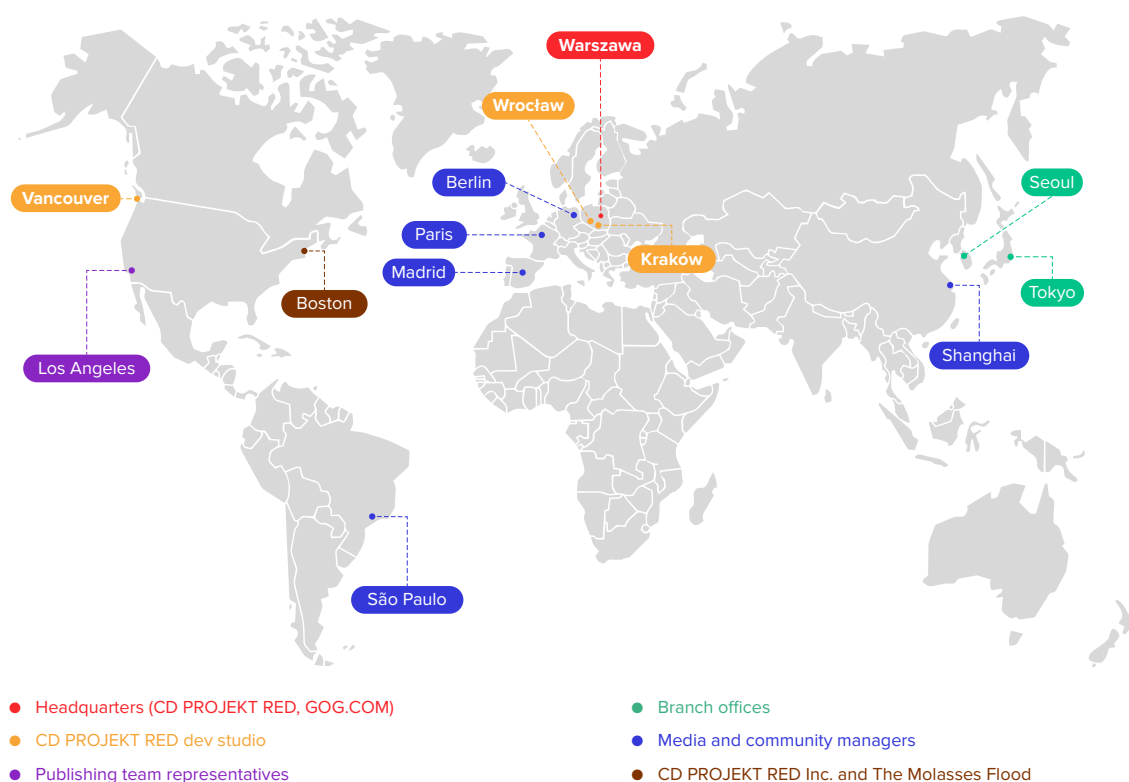 Warszawa
Wrocław
Berlin
Seoul
Vancouver
Paris
Kraków
Madrid
Tokyo
Boston
Shanghai
Los Angeles
São Paulo
Headquarters (CD PROJEKT RED, GOG.COM)
CD PROJEKT RED dev studio
Publishing team representatives
Branch offices
Media and community managers
CD PROJEKT RED Inc. and The Molasses Flood